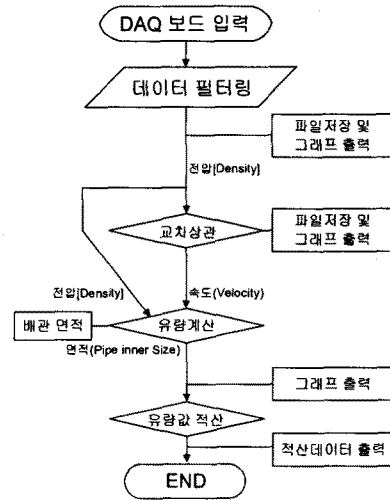 DAQ 보드 입력
데이터 필터링
파일저장 및
그래프 출력
전압[Density]
교차상관
파일저장 및
그래프 출력
전압[Density]
속도(Velocity)
배관 면적
유량계산
면적(Pipe inner Size)
그래프 출력
유량값 적산
적산데이터 출력
END